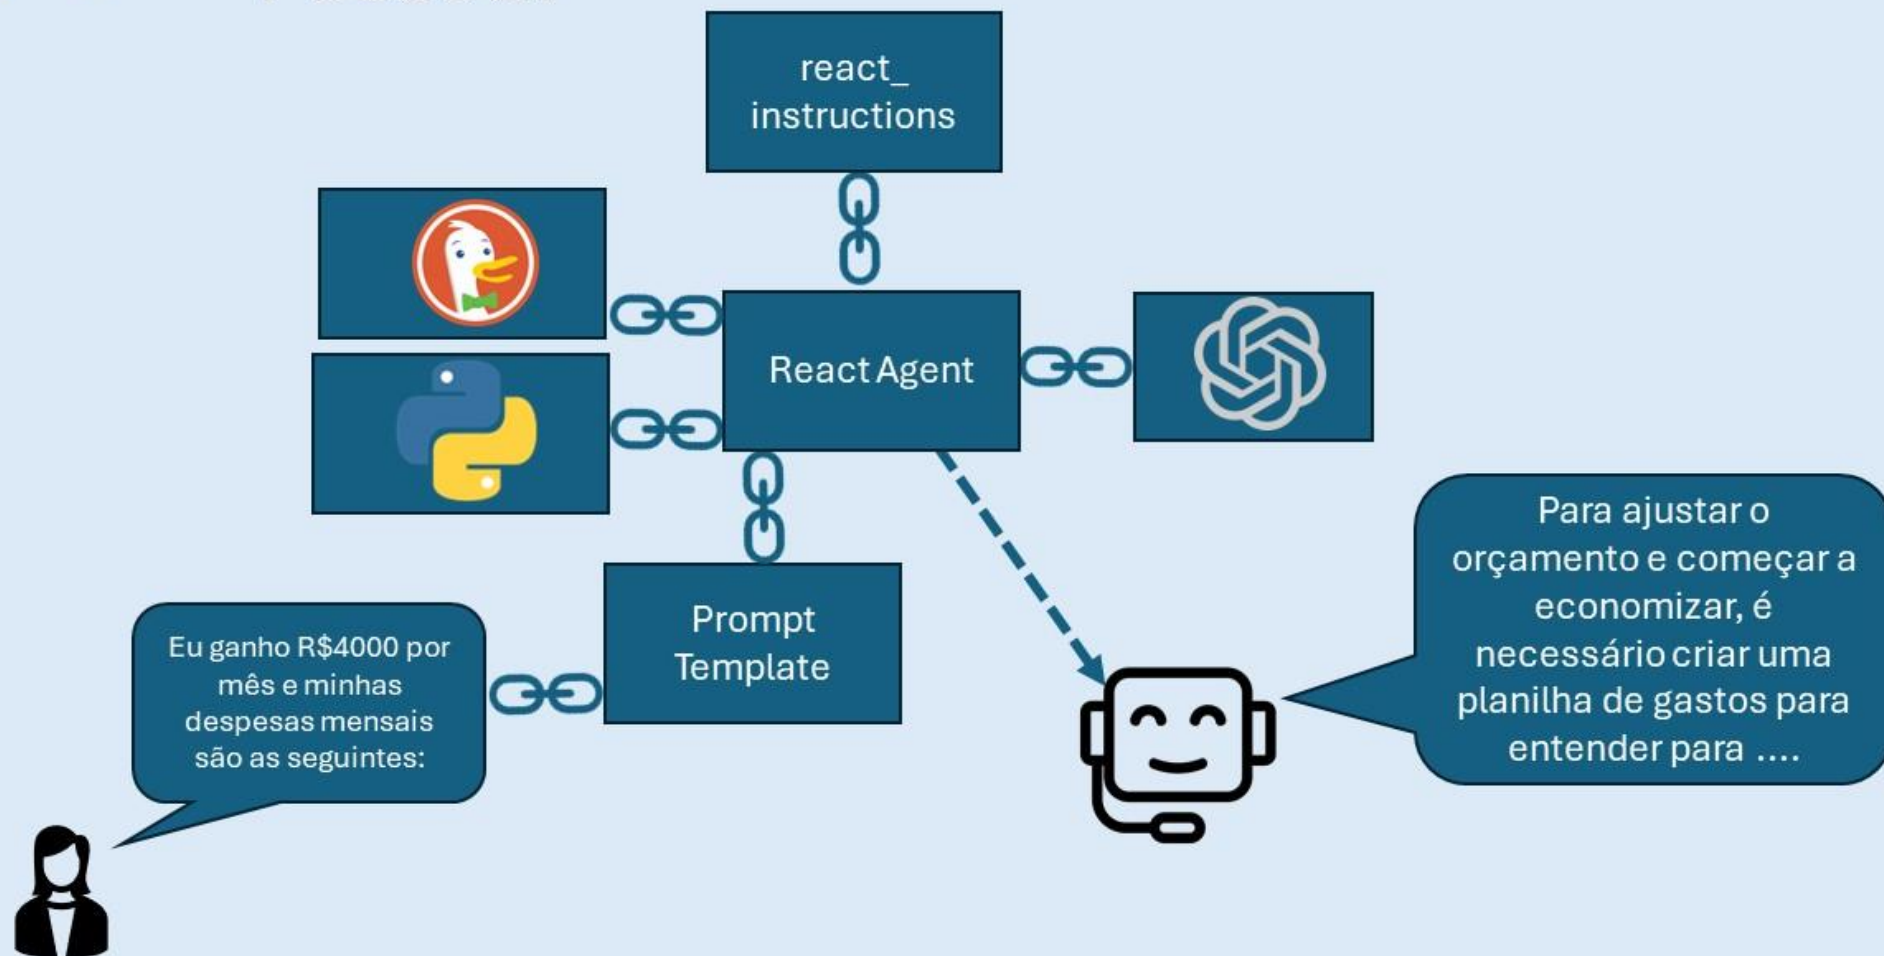 react_
instructions
React Agent
Prompt
Template
Eu ganho R$4000 por
mês e minhas
despesas mensais
são as seguintes:
Para ajustar o
orçamento e começar a
economizar, é
necessário criar uma
planilha de gastos para
entender para ....